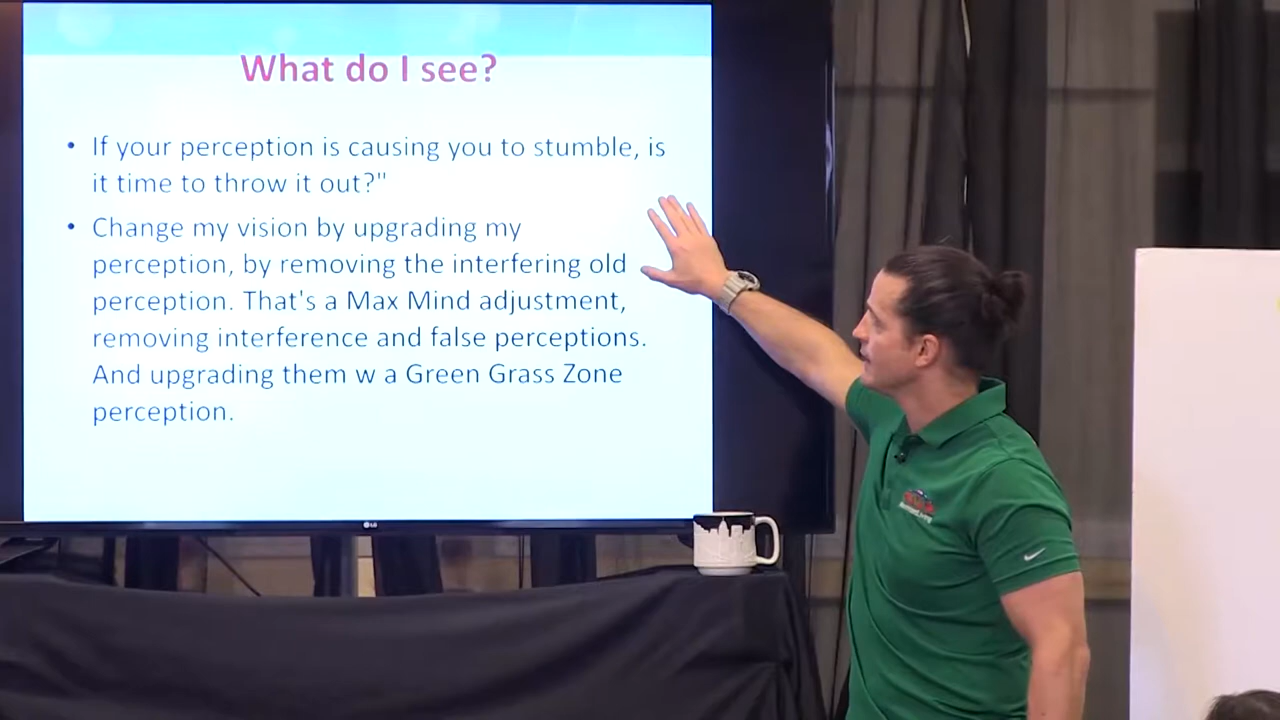 What do I see?
• If your perception is causing you to stumble, is
it time to throw it out?"
• Change my vision by upgrading my
perception, by removing the interfering old
perception. That's a Max Mind adjustment,
removing interference and false perceptions.
And upgrading them w a Green Grass Zone
perception.
LG